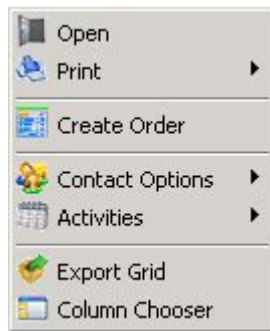 Open
Print
Create Order
Contact Options
Activities
Export Grid
Column Chooser